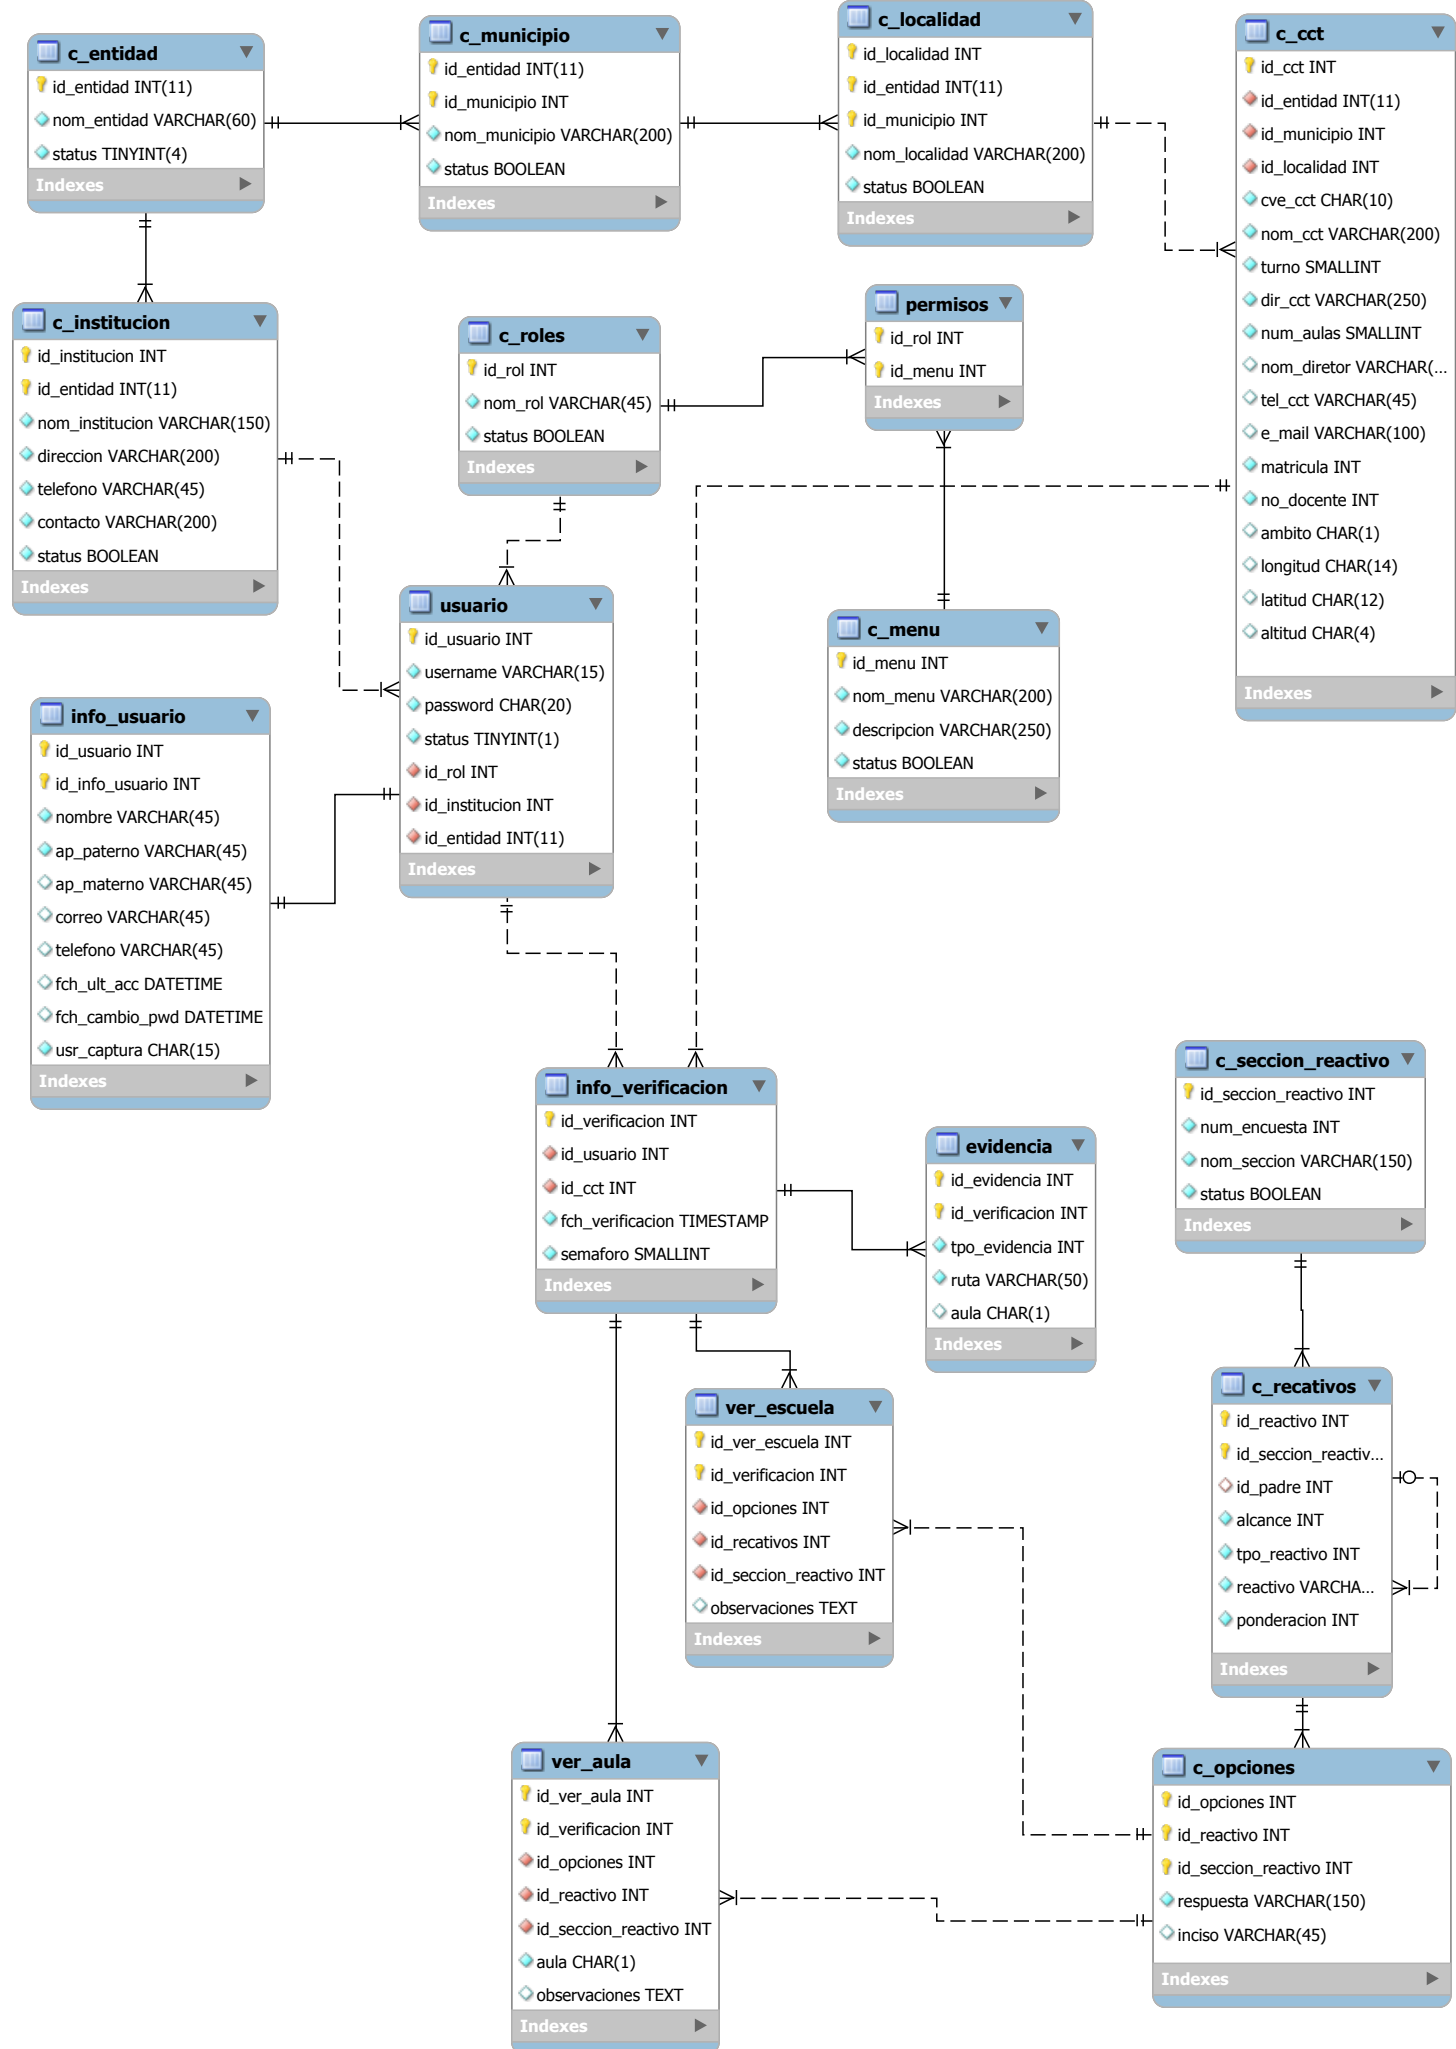 c_entidad
id_entidad INT(11)
nom_entidad VARCHAR(60)
status TINYINT(4)
Indexes
c_municipio
id_entidad INT(11)
id_municipio INT
nom_municipio VARCHAR(200)
status BOOLEAN
Indexes
c_localidad
id_localidad INT
id_entidad INT(11)
id_municipio INT
nom_localidad VARCHAR(200)
status BOOLEAN
Indexes
c_cct
id_cct INT
id_entidad INT(11)
id_municipio INT
id_localidad INT
cve_cct CHAR(10)
nom_cct VARCHAR(200)
turno SMALLINT
dir_cct VARCHAR(250)
num_aulas SMALLINT
nom_diretor VARCHAR(...
tel_cct VARCHAR(45)
e_mail VARCHAR(100)
matricula INT
no_docente INT
ambito CHAR(1)
longitud CHAR(14)
latitud CHAR(12)
altitud CHAR(4)
Indexes
c_institucion
id_institucion INT
id_entidad INT(11)
nom_institucion VARCHAR(150)
direccion VARCHAR(200)
telefono VARCHAR(45)
contacto VARCHAR(200)
status BOOLEAN
Indexes
c_roles
id_rol INT
nom_rol VARCHAR(45)
status BOOLEAN
Indexes
permisos
id_rol INT
id_menu INT
Indexes
usuario
id_usuario INT
username VARCHAR(15)
password CHAR(20)
status TINYINT(1)
id_rol INT
id_institucion INT
id_entidad INT(11)
Indexes
c_menu
id_menu INT
nom_menu VARCHAR(200)
descripcion VARCHAR(250)
status BOOLEAN
Indexes
info_usuario
id_usuario INT
id_info_usuario INT
nombre VARCHAR(45)
ap_paterno VARCHAR(45)
ap_materno VARCHAR(45)
correo VARCHAR(45)
telefono VARCHAR(45)
fch_ult_acc DATETIME
fch_cambio_pwd DATETIME
usr_captura CHAR(15)
Indexes
info_verificacion
id_verificacion INT
id_usuario INT
id_cct INT
fch_verificacion TIMESTAMP
semaforo SMALLINT
Indexes
evidencia
id_evidencia INT
id_verificacion INT
tpo_evidencia INT
ruta VARCHAR(50)
aula CHAR(1)
Indexes
c_seccion_reactivo
id_seccion_reactivo INT
num_encuesta INT
nom_seccion VARCHAR(150)
status BOOLEAN
Indexes
ver_escuela
id_ver_escuela INT
id_verificacion INT
id_opciones INT
id_recativos INT
id_seccion_reactivo INT
observaciones TEXT
Indexes
c_recativos
id_reactivo INT
id_seccion_reactiv...
id_padre INT
alcance INT
tpo_reactivo INT
reactivo VARCHA...
ponderacion INT
Indexes
ver_aula
id_ver_aula INT
id_verificacion INT
id_opciones INT
id_reactivo INT
id_seccion_reactivo INT
aula CHAR(1)
observaciones TEXT
Indexes
c_opciones
id_opciones INT
id_reactivo INT
id_seccion_reactivo INT
respuesta VARCHAR(150)
inciso VARCHAR(45)
Indexes